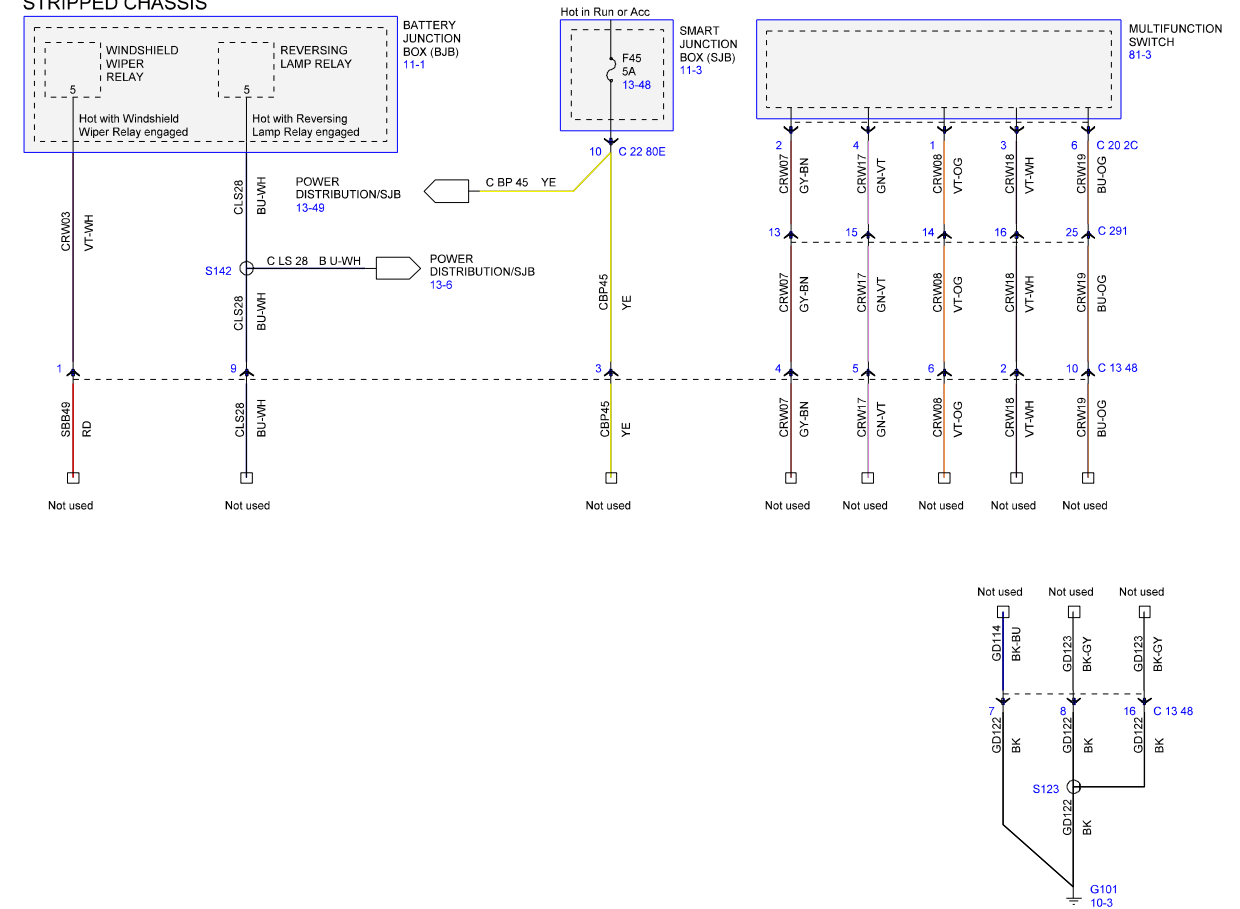 STRIPPED CHASSIS
BATTERY
JUNCTION
BOX (BJB)
11-1
WINDSHIELD
WIPER
RELAY
5
Hot with Windshield
Wiper Relay engaged
REVERSING
LAMP RELAY
5
Hot with Reversing
Lamp Relay engaged
Hot in Run or Acc
SMART
JUNCTION
BOX (SJB)
11-3
F45
5A
13-48
10 C 22 80E
MULTIFUNCTION
SWITCH
81-3
2 4 1 3 6 C 20 2C
CRW07 GY-BN
CRW17 GN-VT
CRW08 VT-OG
CRW18 VT-WH
CRW19 BU-OG
POWER
DISTRIBUTION/SJB
13-49
C BP 45 YE
CRW03 VT-WH
CLS28 BU-WH
S142
C LS 28 B U-WH
POWER
DISTRIBUTION/SJB
13-6
CLS28 BU-WH
CBP45 YE
13 15 14 16 25 C 291
CRW07 GY-BN
CRW17 GN-VT
CRW08 VT-OG
CRW18 VT-WH
CRW19 BU-OG
1 9 3 4 5 6 2 10 C 13 48
SBB49 RD
CLS28 BU-WH
CBP45 YE
CRW07 GY-BN
CRW17 GN-VT
CRW08 VT-OG
CRW18 VT-WH
CRW19 BU-OG
Not used
Not used
Not used
Not used
Not used
Not used
Not used
Not used
Not used
Not used
Not used
GD114 BK-BU
GD123 BK-GY
GD123 BK-GY
7 8 16 C 13 48
GD122 BK
GD122 BK
GD122 BK
S123
GD122 BK
G101
10-3